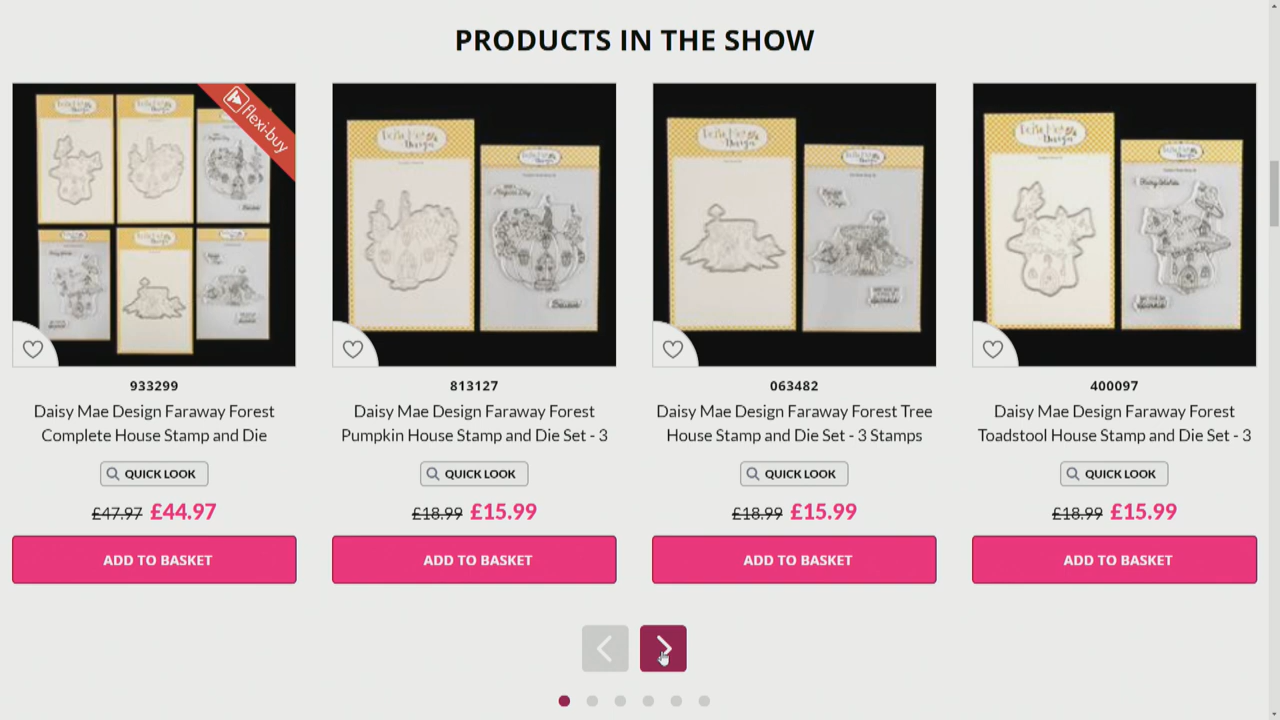 PRODUCTS IN THE SHOW
flexi-buy
933299
Daisy Mae Design Faraway Forest
Complete House Stamp and Die
QUICK LOOK
£47.97 £44.97
ADD TO BASKET
813127
Daisy Mae Design Faraway Forest
Pumpkin House Stamp and Die Set - 3
QUICK LOOK
£18.99 £15.99
ADD TO BASKET
063482
Daisy Mae Design Faraway Forest Tree
House Stamp and Die Set - 3 Stamps
QUICK LOOK
£18.99 £15.99
ADD TO BASKET
400097
Daisy Mae Design Faraway Forest
Toadstool House Stamp and Die Set - 3
QUICK LOOK
£18.99 £15.99
ADD TO BASKET